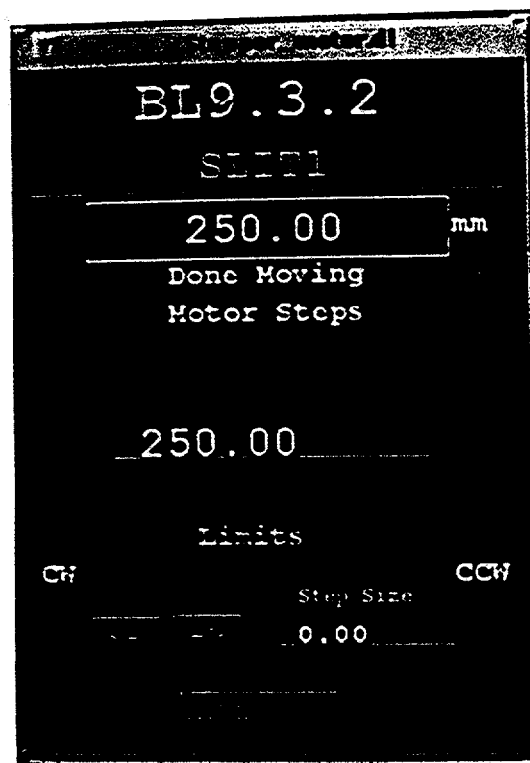 BL9.3.2
SLIT1
250.00 mm
Done Moving
Motor Steps
250.00
Limits
CW CCW
Step Size
0.00